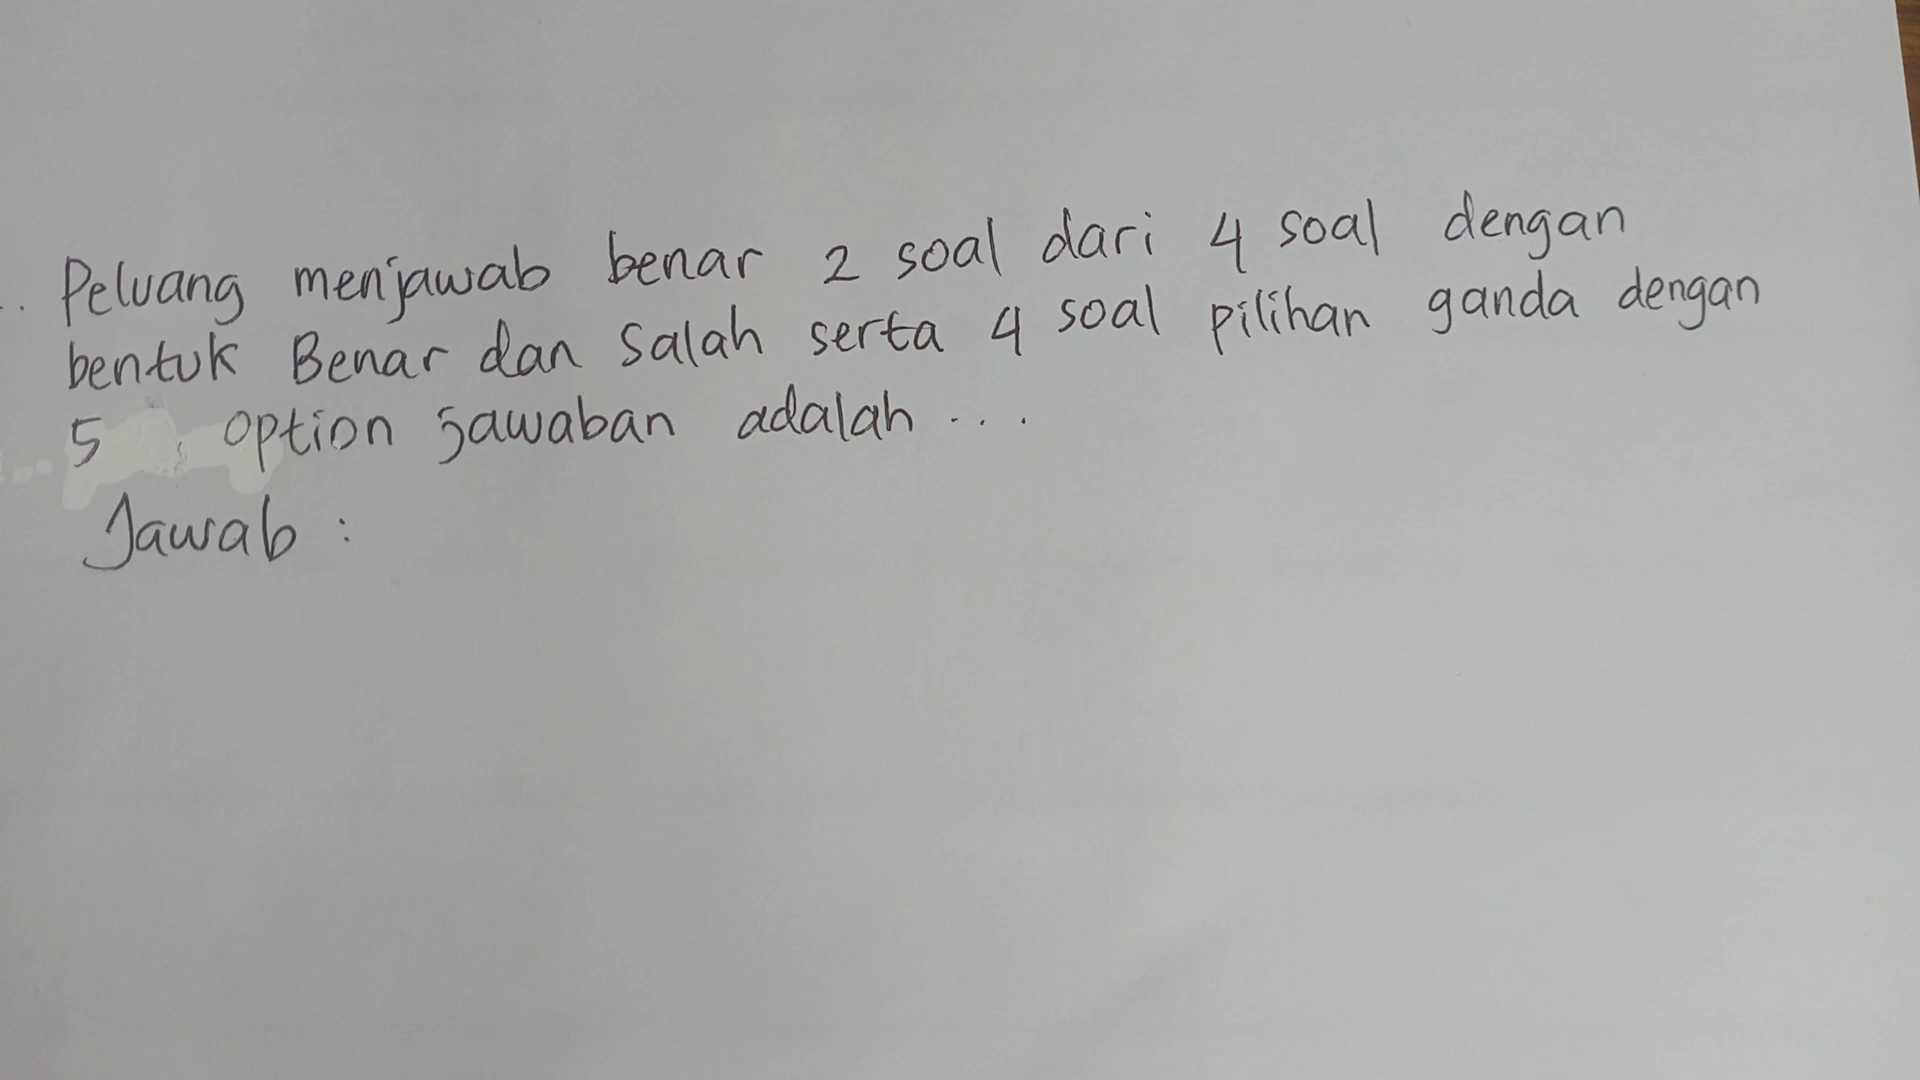 Peluang menjawab benar 2 soal dari 4 soal dengan
bentuk Benar dan Salah serta 4 soal pilihan ganda dengan
5 option jawaban adalah ...
Jawab :